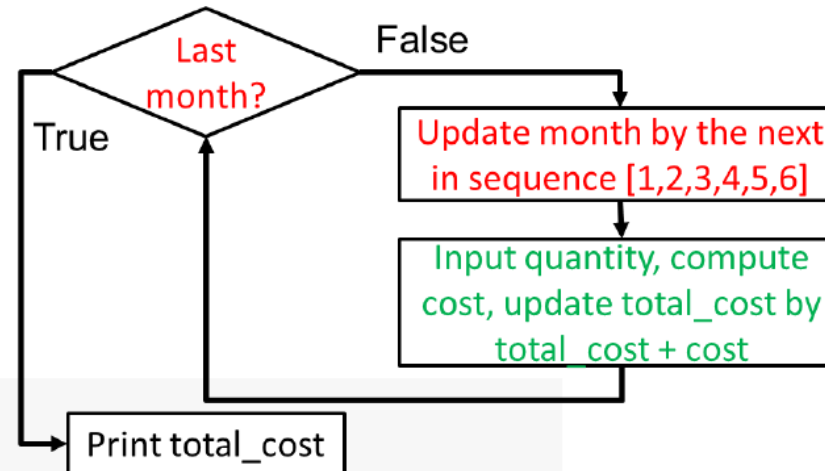 Last
month?
False
True
Update month by the next
in sequence [1,2,3,4,5,6]
Input quantity, compute
cost, update total_cost by
total_cost + cost
Print total_cost